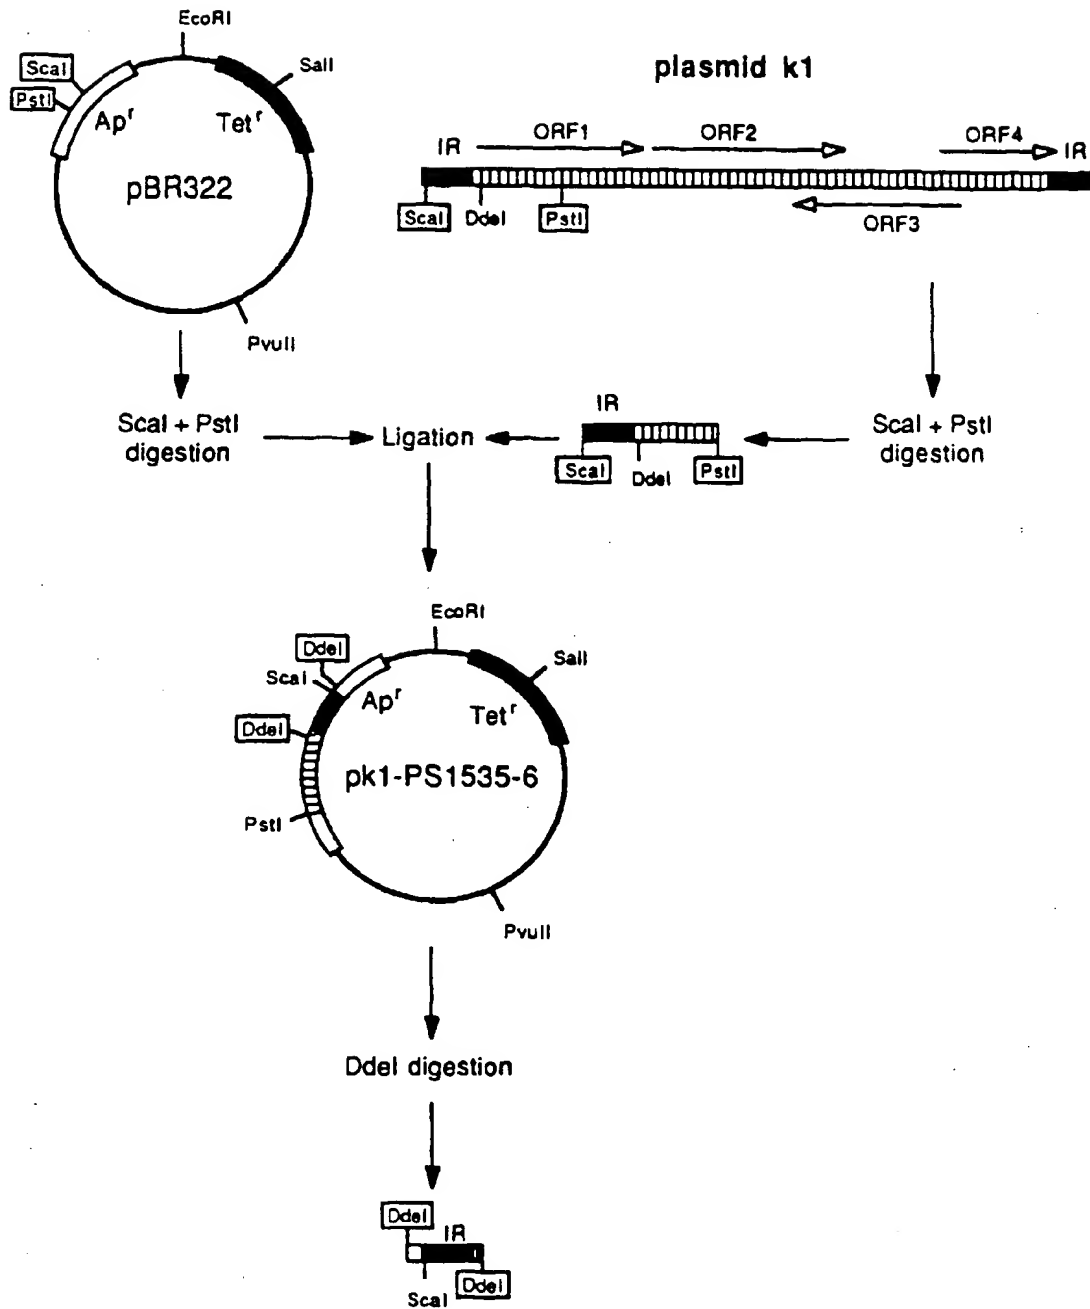 EcoRI
ScaI
SalI
PstI
Apʳ
Tetʳ
pBR322
PvuII
plasmid k1
ORF1
ORF2
ORF4
IR
IR
ScaI
DdeI
PstI
ORF3
ScaI + PstI
digestion
Ligation
IR
ScaI
DdeI
PstI
ScaI + PstI
digestion
EcoRI
DdeI
ScaI
SalI
Apʳ
Tetʳ
DdeI
pk1-PS1535-6
PstI
PvuII
DdeI digestion
DdeI
IR
ScaI
DdeI